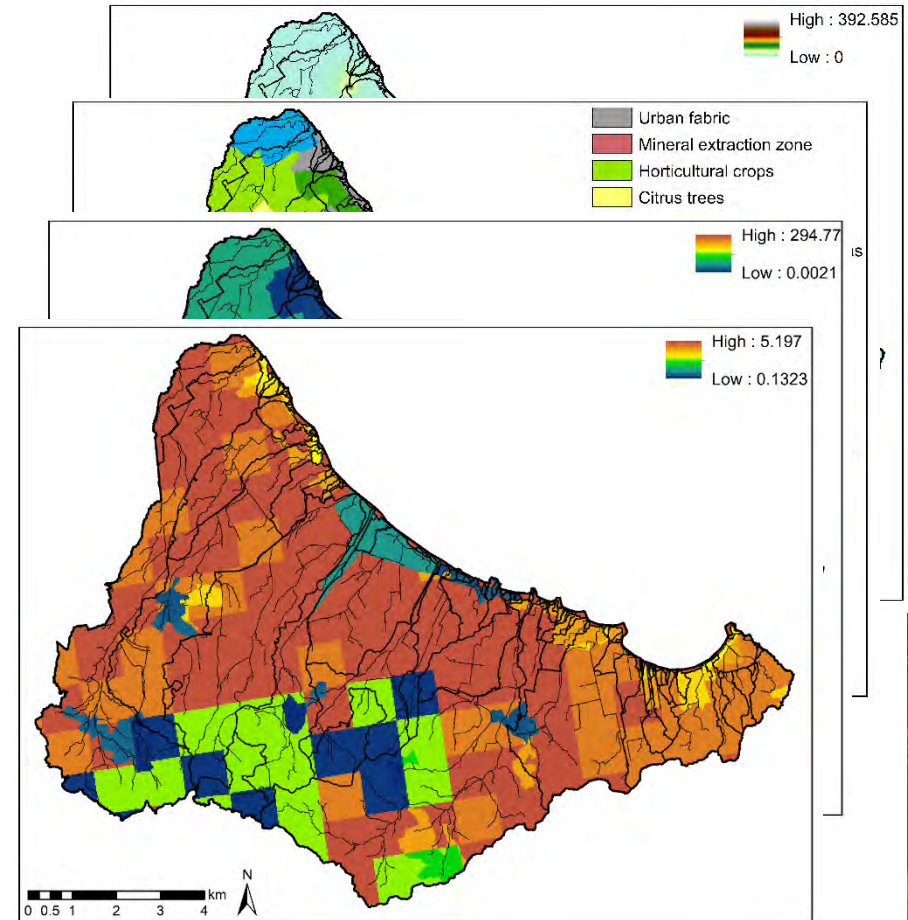 High : 392.585
Low : 0
Urban fabric
Mineral extraction zone
Horticultural crops
Citrus trees
High : 294.77
Low : 0.0021
High : 5.197
Low : 0.1323
N
km
0 0.5 1 2 3 4